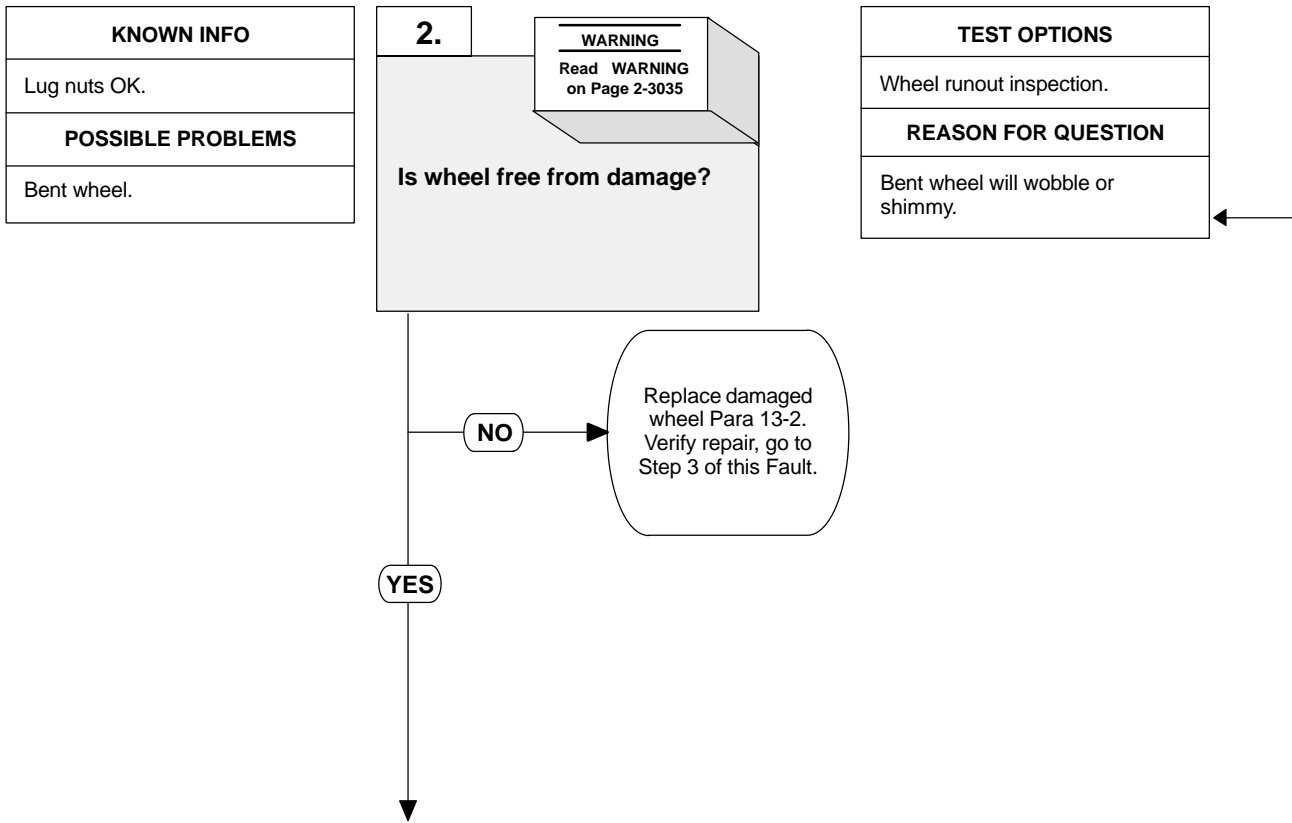 KNOWN INFO
Lug nuts OK.
POSSIBLE PROBLEMS
Bent wheel.
2.
WARNING
Read WARNING
on Page 2-3035
Is wheel free from damage?
TEST OPTIONS
Wheel runout inspection.
REASON FOR QUESTION
Bent wheel will wobble or
shimmy.
NO
Replace damaged
wheel Para 13-2.
Verify repair, go to
Step 3 of this Fault.
YES